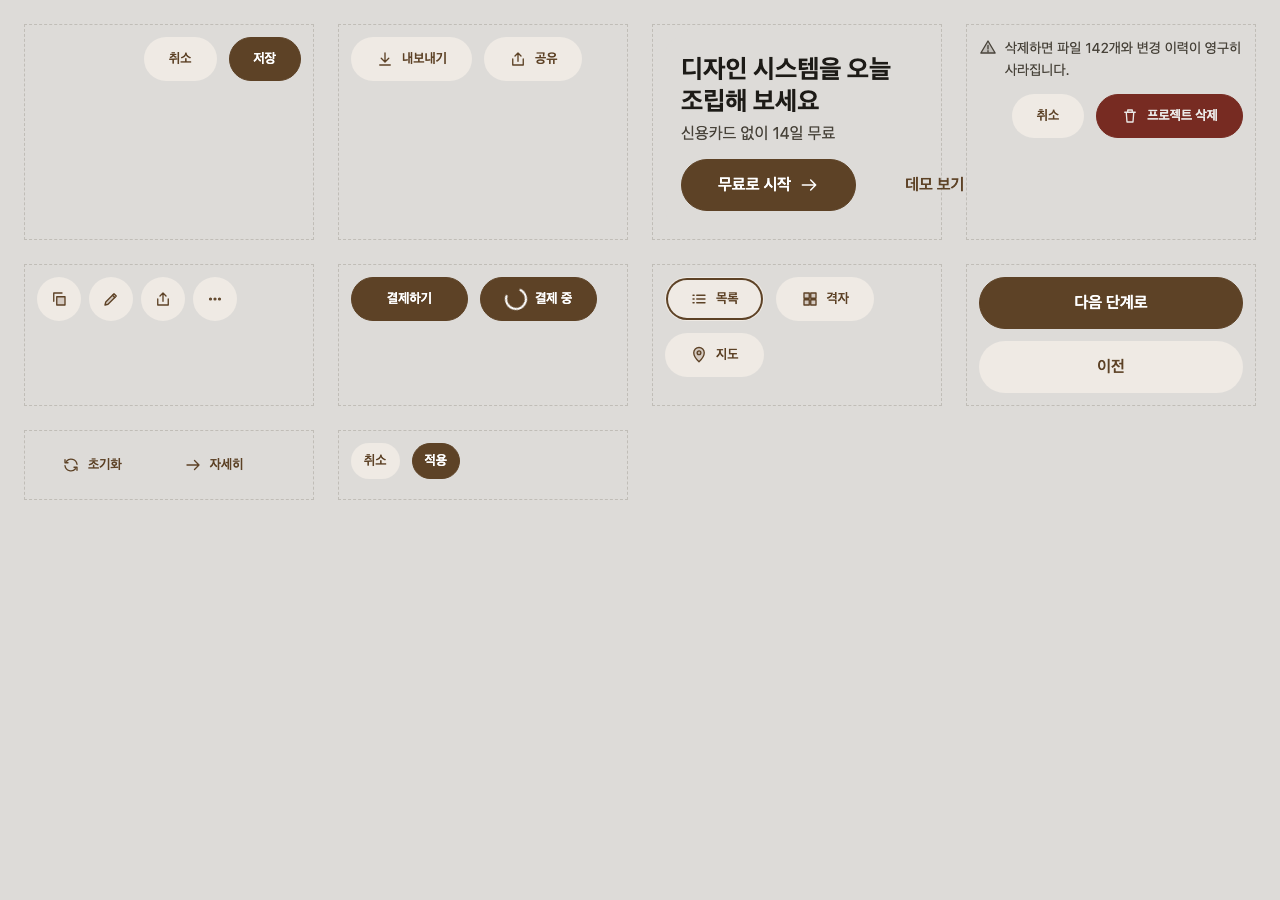 취소
저장
내보내기
공유
디자인 시스템을 오늘
조립해 보세요
신용카드 없이 14일 무료
무료로 시작
데모 보기
삭제하면 파일 142개와 변경 이력이 영구히
사라집니다.
취소
프로젝트 삭제
결제하기
결제 중
목록
격자
지도
다음 단계로
이전
초기화
자세히
취소
적용